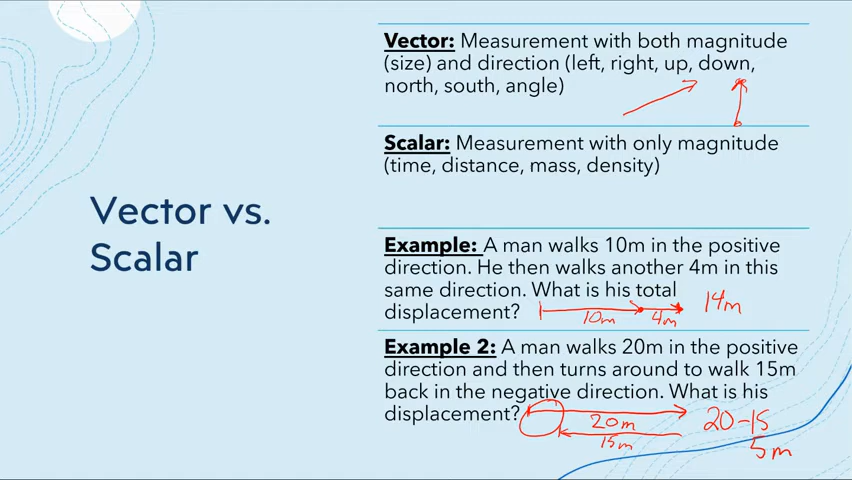 Vector vs.
Scalar
Vector: Measurement with both magnitude
(size) and direction (left, right, up, down,
north, south, angle)
Scalar: Measurement with only magnitude
(time, distance, mass, density)
Example: A man walks 10m in the positive
direction. He then walks another 4m in this
same direction. What is his total
displacement?
10m 4m 14m
Example 2: A man walks 20m in the positive
direction and then turns around to walk 15m
back in the negative direction. What is his
displacement?
20m 20-15
15m 5m